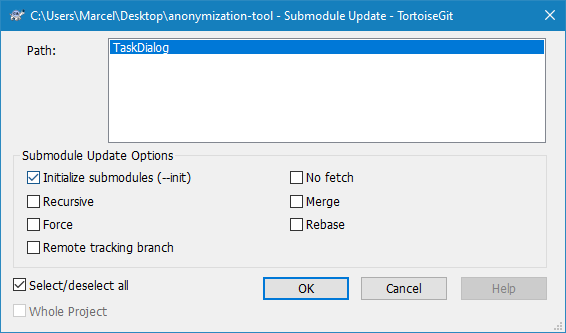 C:\Users\Marcel\Desktop\anonymization-tool - Submodule Update - TortoiseGit
Path:
TaskDialog
Submodule Update Options
Initialize submodules (--init)
No fetch
Recursive
Merge
Force
Rebase
Remote tracking branch
Select/deselect all
OK
Cancel
Help
Whole Project